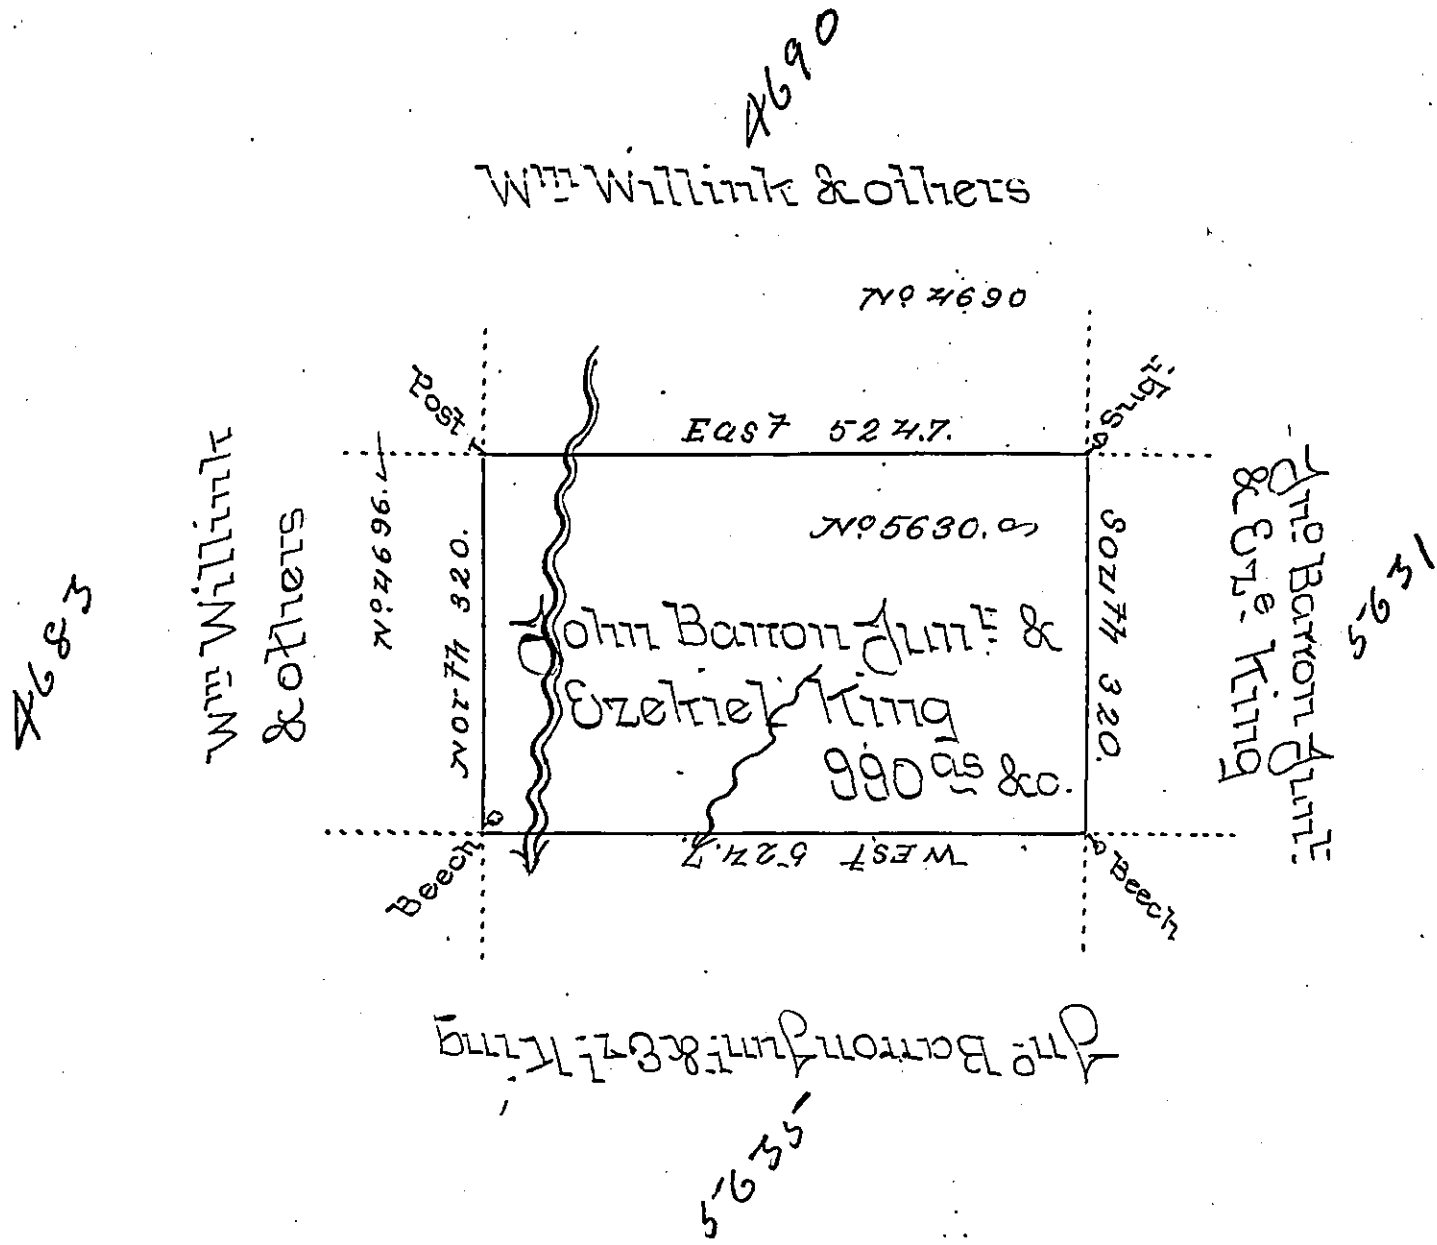 4690
Wm Willink & others
No 4690
Post
East 524.7.
Sugr.
4683
Wm Willink
& others
No 4696.
North 320.
No 5630.
John Barron Junr. &
Ezekiel King
990 as &c.
South 320.
Jno Barron Junr.
& Eze. King
5631
Beech
West 524.7.
Beech
Jno Barron Junr. & Ezl. King
5635